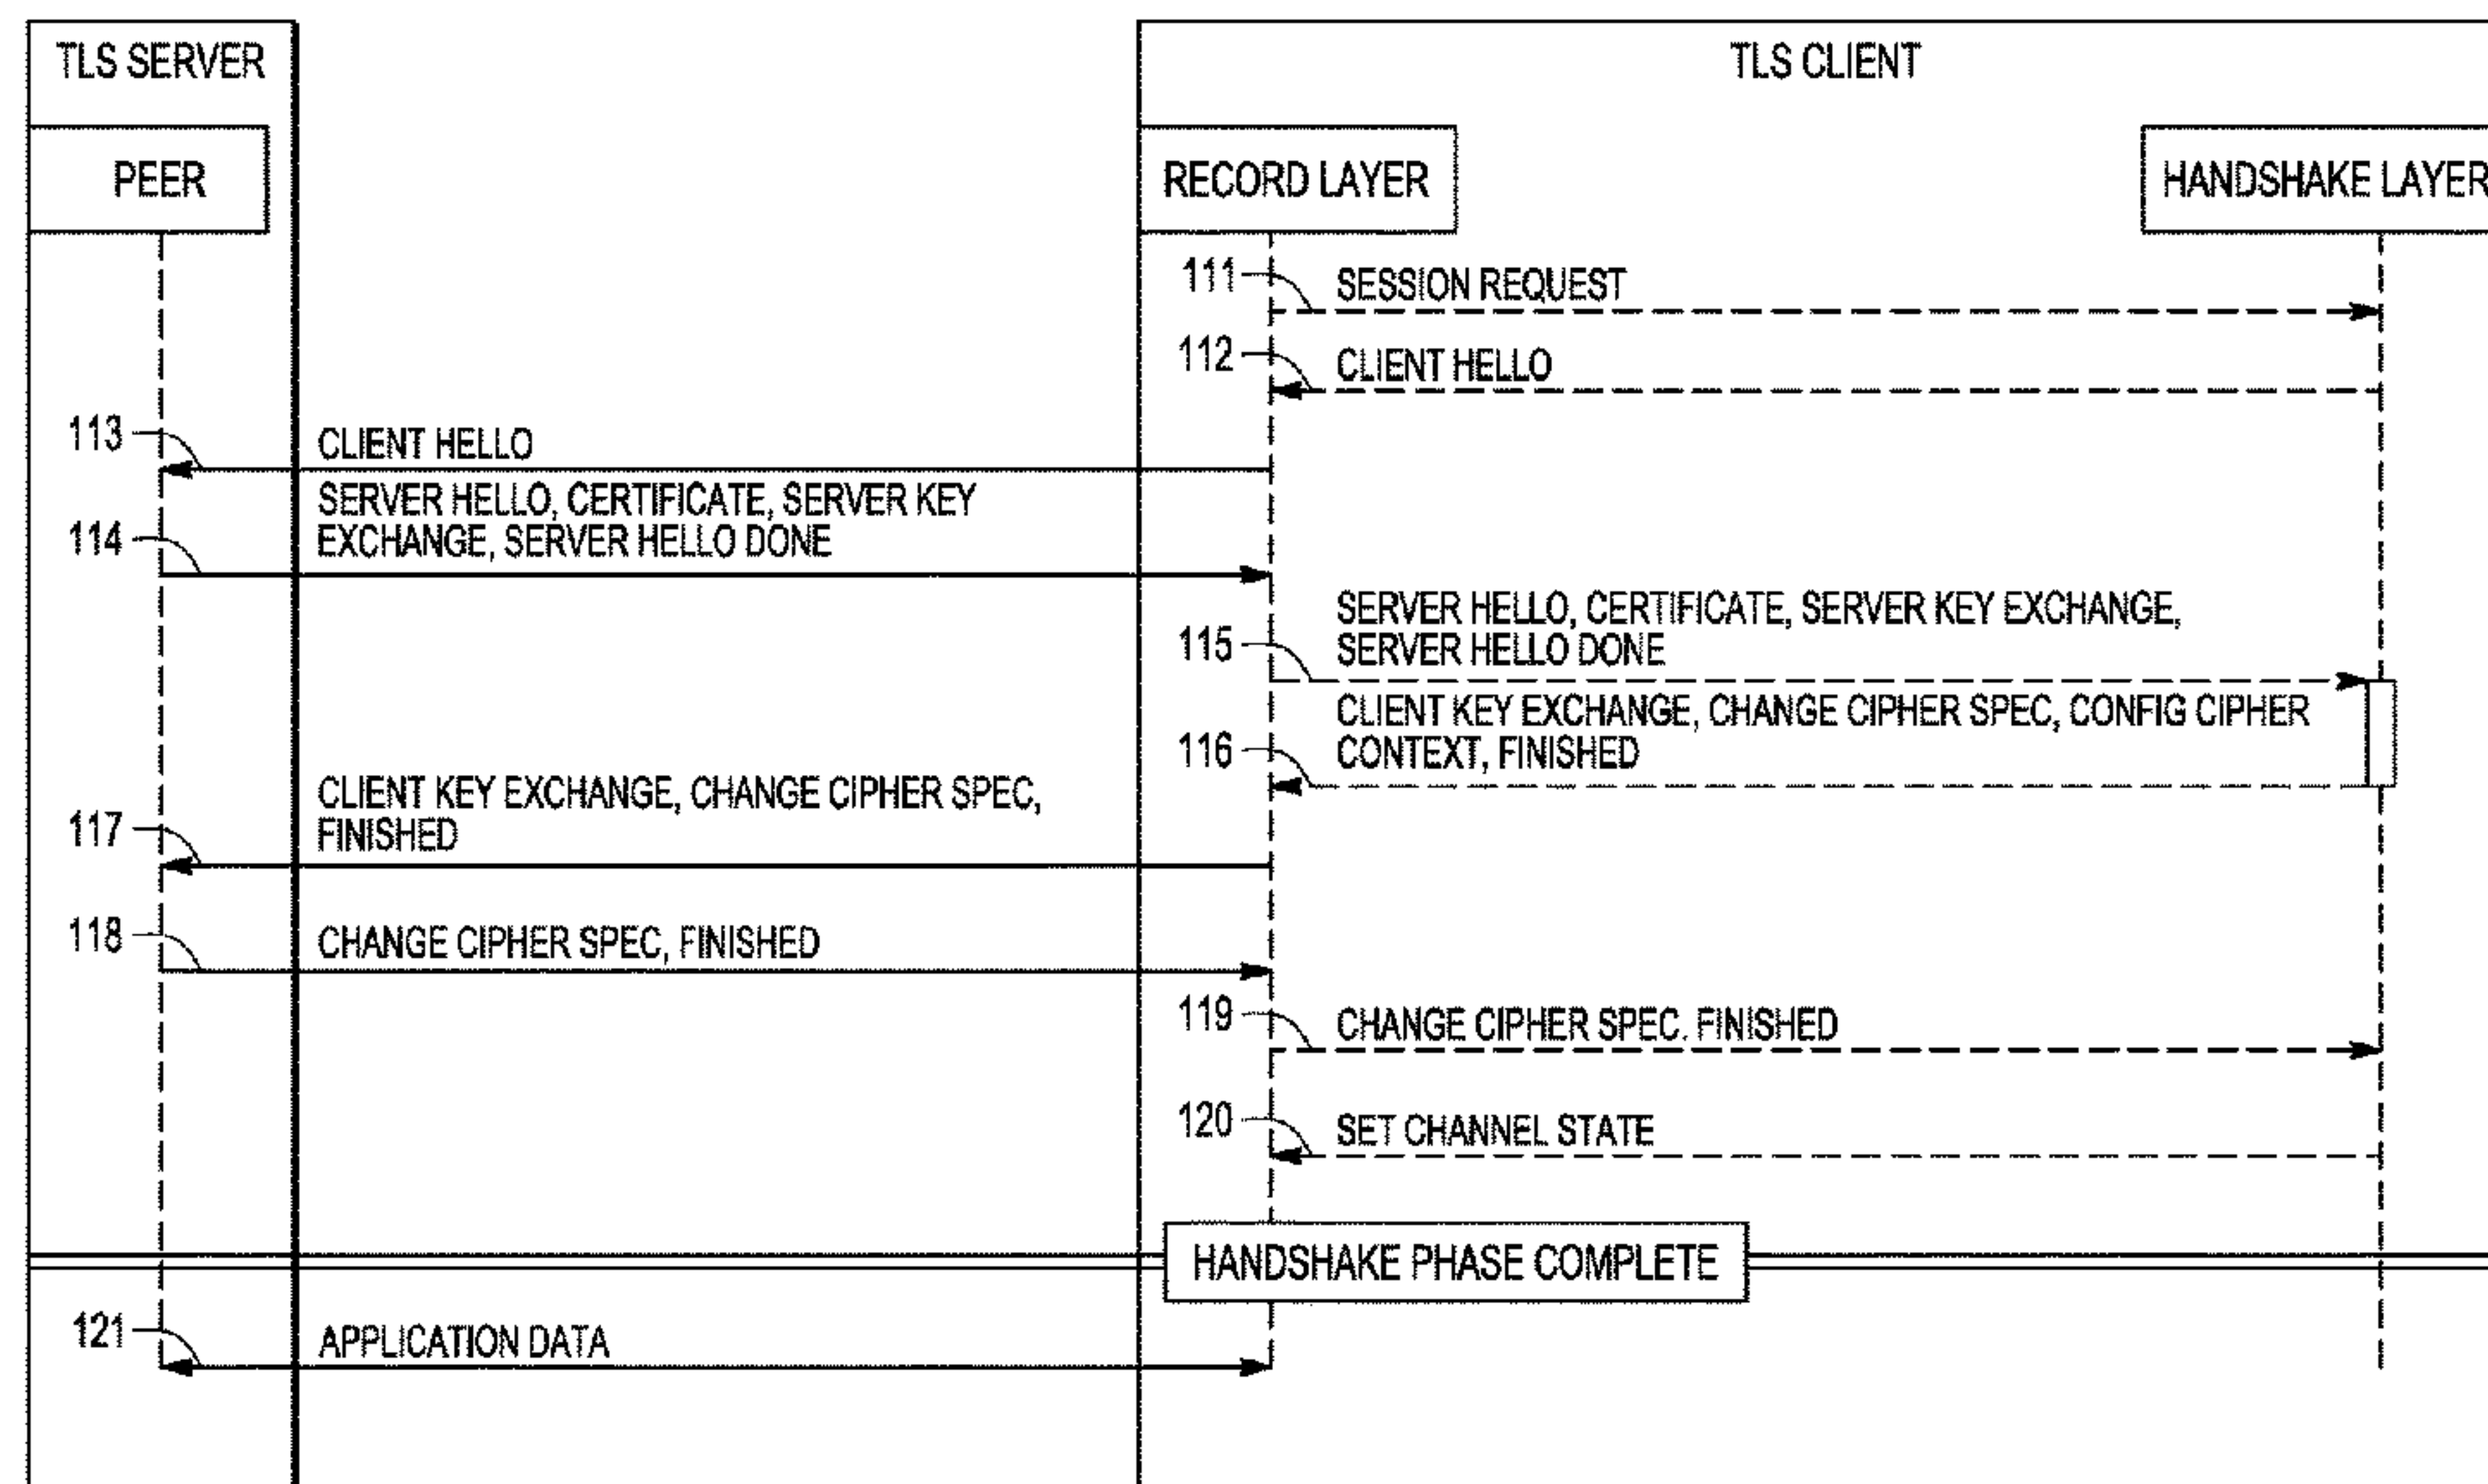 TLS SERVER
TLS CLIENT
PEER
RECORD LAYER
HANDSHAKE LAYER
111
SESSION REQUEST
112
CLIENT HELLO
113
CLIENT HELLO
114
SERVER HELLO, CERTIFICATE, SERVER KEY
EXCHANGE, SERVER HELLO DONE
115
SERVER HELLO, CERTIFICATE, SERVER KEY EXCHANGE,
SERVER HELLO DONE
116
CLIENT KEY EXCHANGE, CHANGE CIPHER SPEC, CONFIG CIPHER
CONTEXT, FINISHED
117
CLIENT KEY EXCHANGE, CHANGE CIPHER SPEC,
FINISHED
118
CHANGE CIPHER SPEC, FINISHED
119
CHANGE CIPHER SPEC. FINISHED
120
SET CHANNEL STATE
HANDSHAKE PHASE COMPLETE
121
APPLICATION DATA